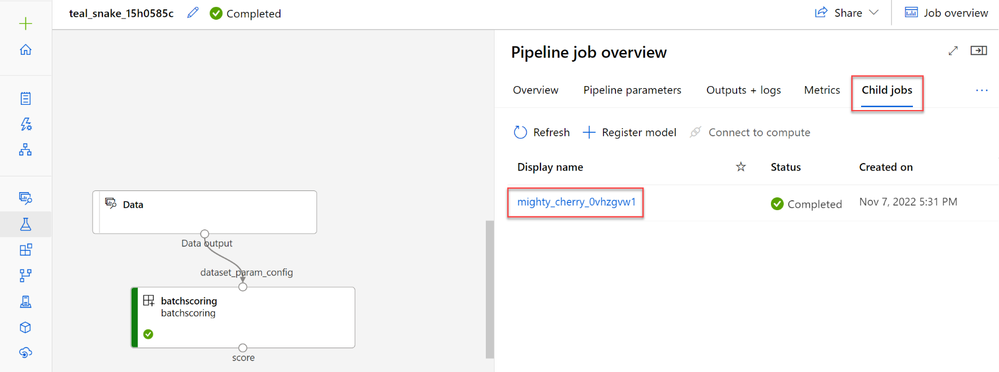 teal_snake_15h0585c
Completed
Share
Job overview
Pipeline job overview
Overview Pipeline parameters Outputs + logs Metrics Child jobs ...
Refresh Register model Connect to compute
Display name Status Created on
mighty_cherry_0vhzgvw1 Completed Nov 7, 2022 5:31 PM
Data
Data output
dataset_param_config
batchscoring
batchscoring
score